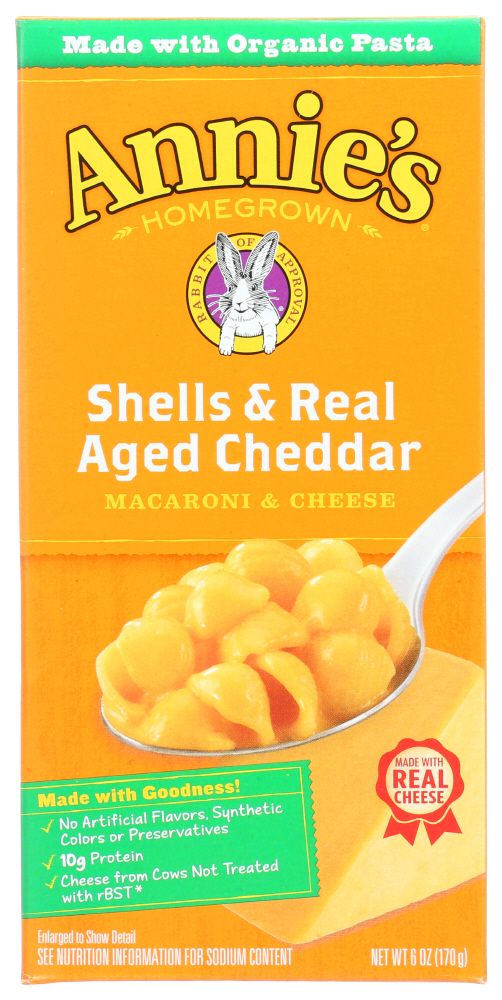 Made with Organic Pasta
Annie's
HOMEGROWN
RABBIT OF APPROVAL
Shells & Real
Aged Cheddar
MACARONI & CHEESE
MADE WITH
REAL
CHEESE
Made with Goodness!
✓ No Artificial Flavors, Synthetic
Colors or Preservatives
✓ 10g Protein
✓ Cheese from Cows Not Treated
with rBST*
Enlarged to Show Detail
SEE NUTRITION INFORMATION FOR SODIUM CONTENT
NET WT 6 OZ (170g)